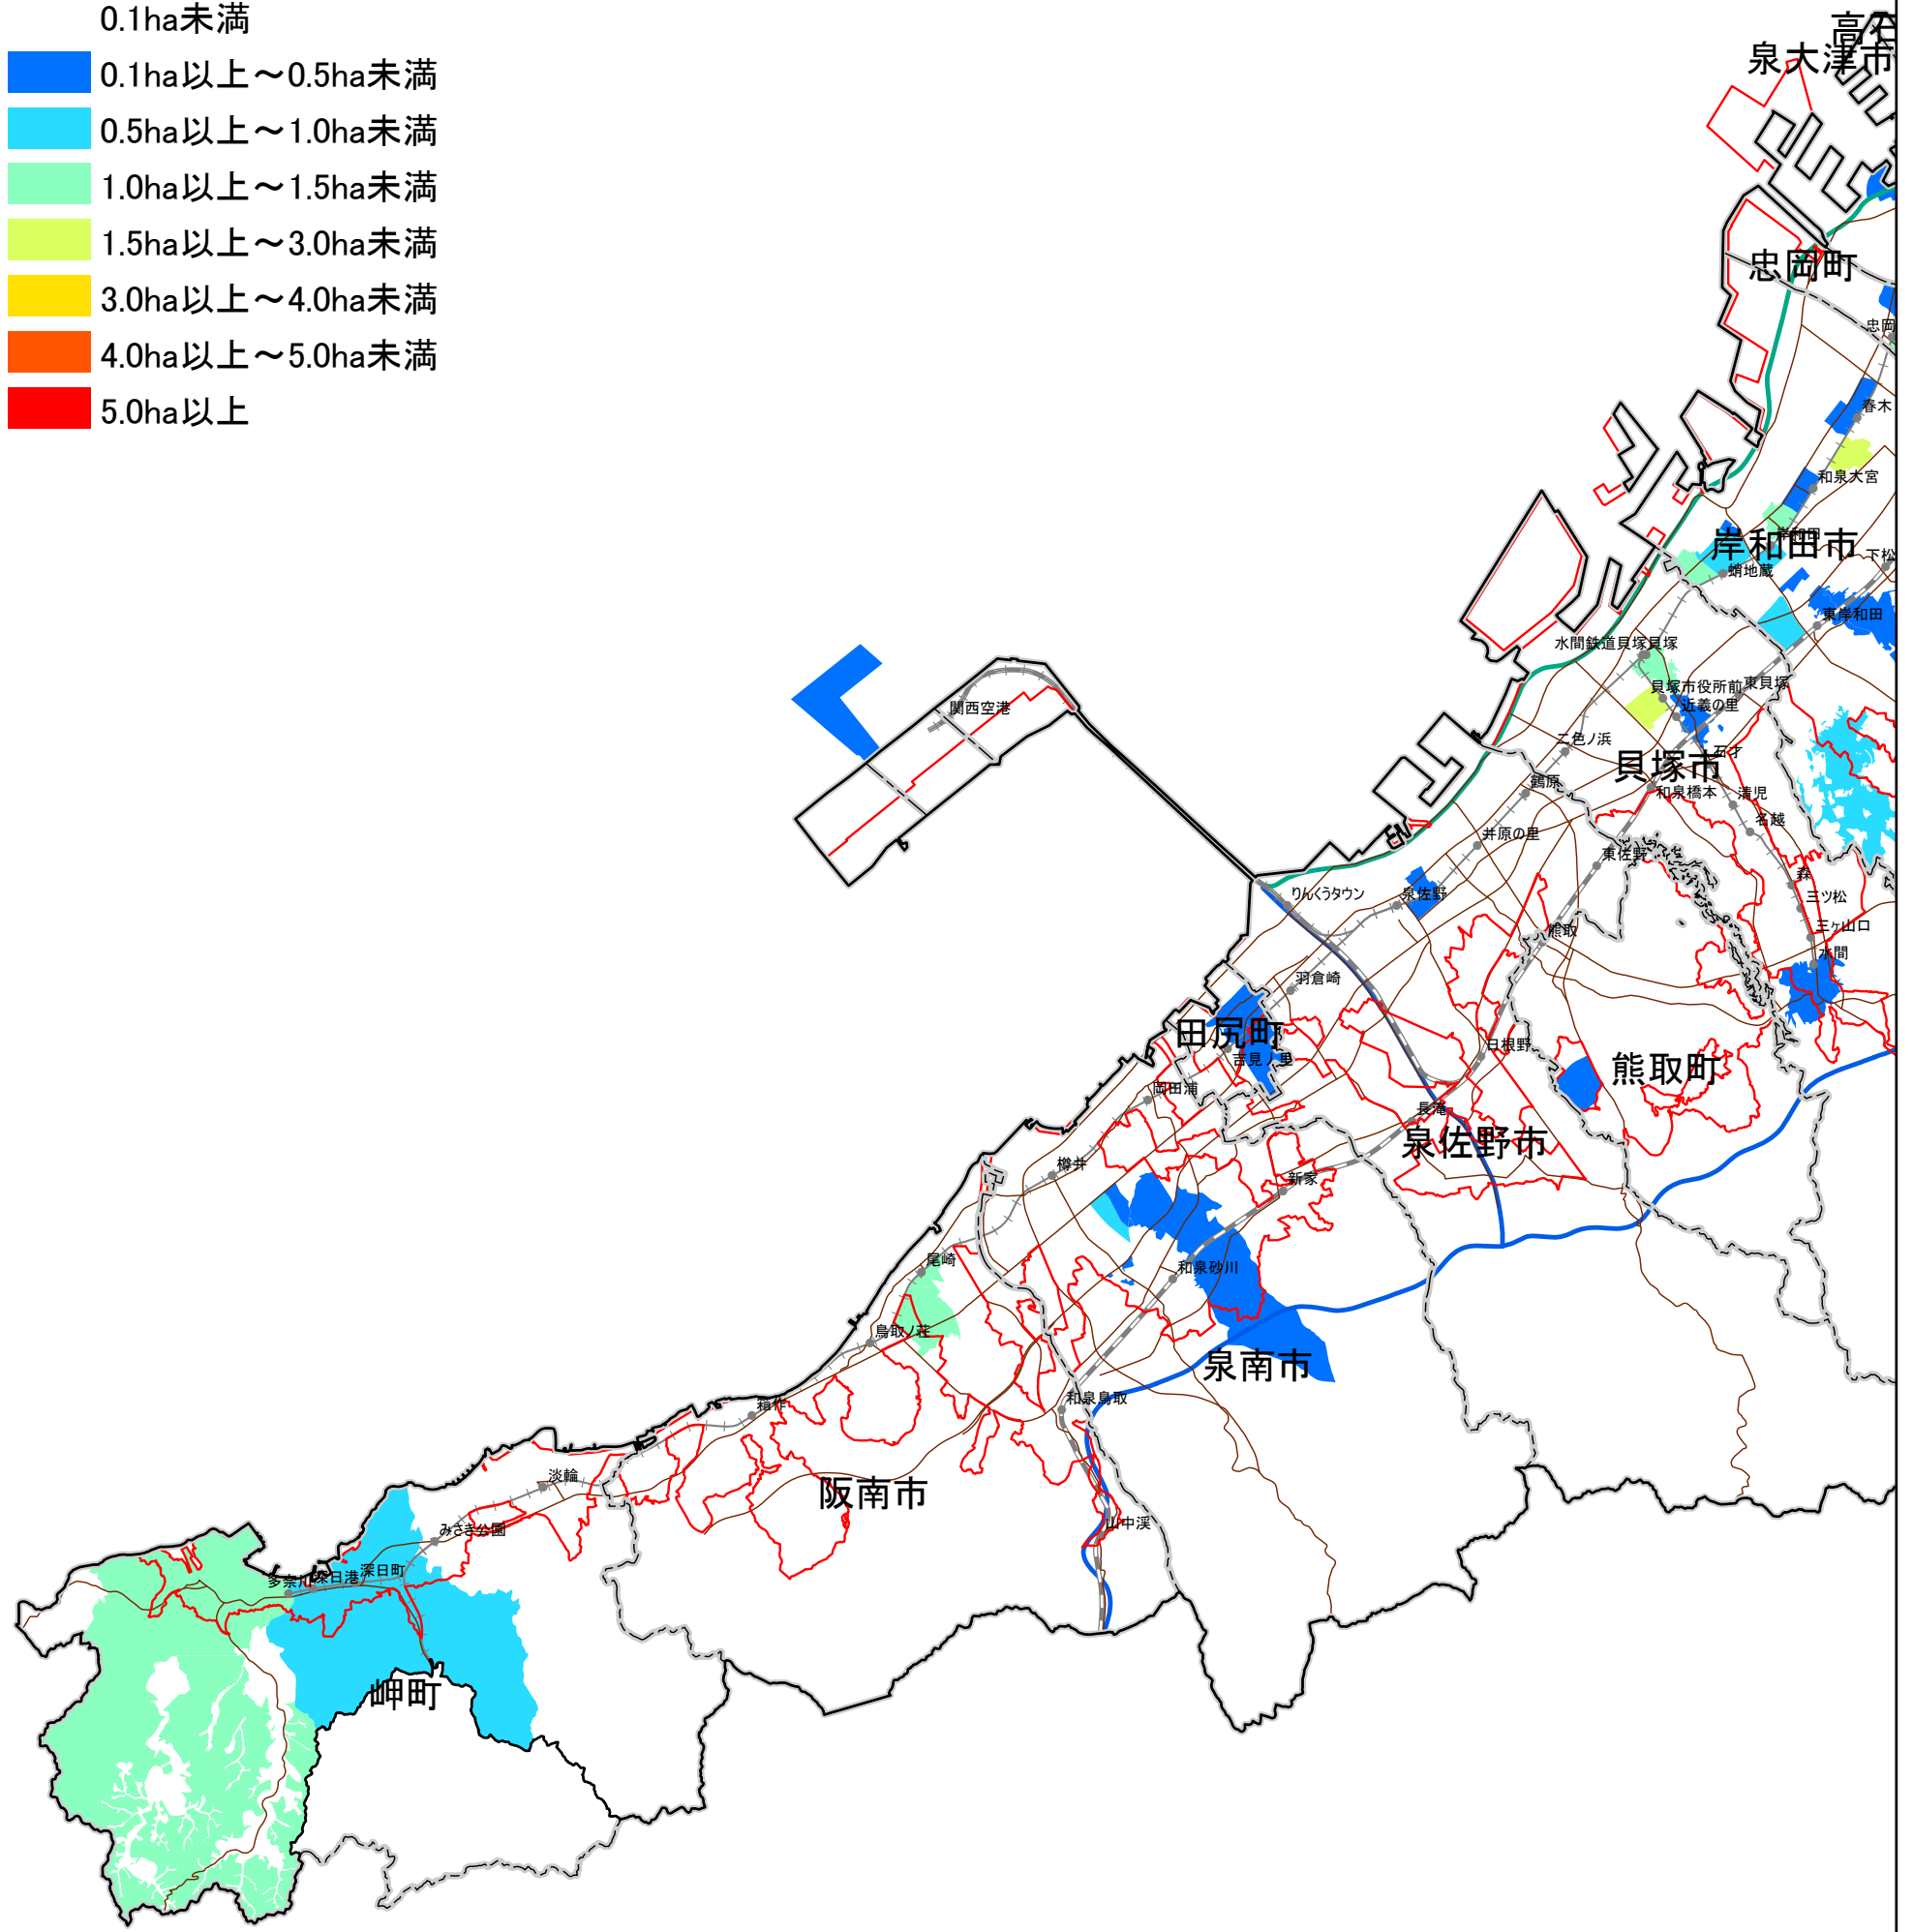 0.1ha未満
0.1ha以上～0.5ha未満
0.5ha以上～1.0ha未満
1.0ha以上～1.5ha未満
1.5ha以上～3.0ha未満
3.0ha以上～4.0ha未満
4.0ha以上～5.0ha未満
5.0ha以上
高石
泉大津市
忠岡町
忠岡
春木
和泉大宮
岸和田
岸和田市
下松
蛸地蔵
東岸和田
水間鉄道貝塚貝塚
貝塚市役所前
東貝塚
近義の里
関西空港
二色ノ浜
石才
貝塚市
鶴原
和泉橋本
清児
名越
井原の里
東佐野
森
りんくうタウン
泉佐野
三ツ松
三ヶ山口
熊取
水間
羽倉崎
田尻町
吉見ノ里
日根野
熊取町
岡田浦
長滝
泉佐野市
樽井
新家
尾崎
和泉砂川
鳥取ノ荘
泉南市
箱作
和泉鳥取
淡輪
阪南市
みさき公園
山中渓
深日町
多奈川
深日港
岬町